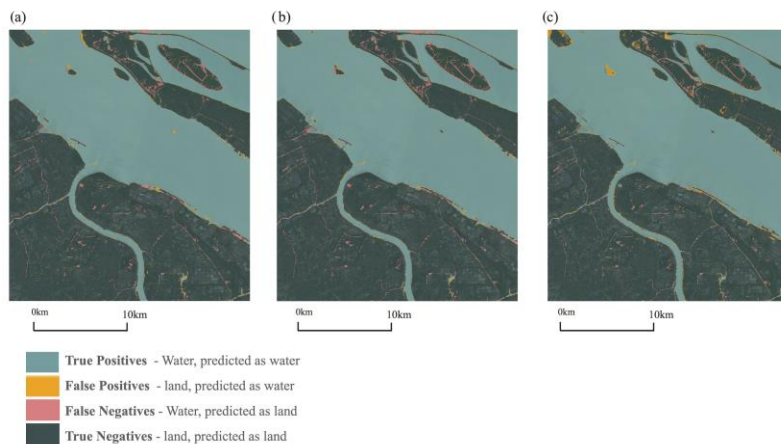 (a)
(b)
(c)
0km 10km
0km 10km
0km 10km
True Positives - Water, predicted as water
False Positives - land, predicted as water
False Negatives - Water, predicted as land
True Negatives - land, predicted as land